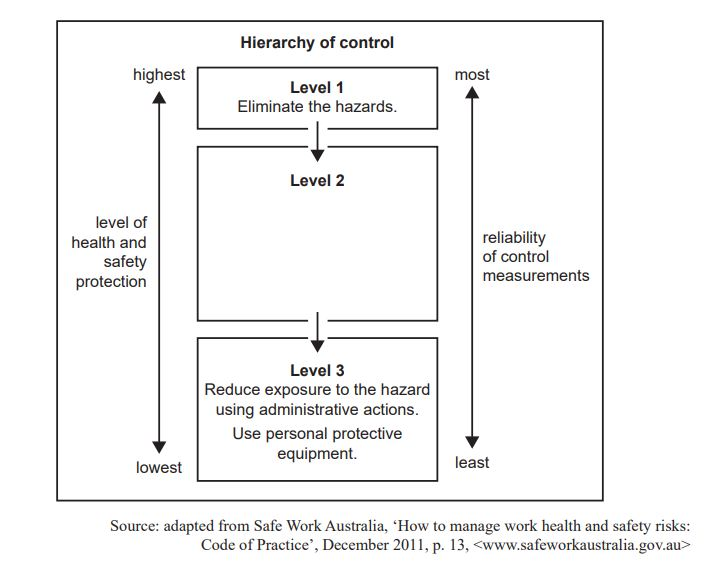 Hierarchy of control
highest
most
Level 1
Eliminate the hazards.
Level 2
level of
health and
safety
protection
reliability
of control
measurements
Level 3
Reduce exposure to the hazard
using administrative actions.
Use personal protective
equipment.
lowest
least
Source: adapted from Safe Work Australia, ‘How to manage work health and safety risks:
Code of Practice’, December 2011, p. 13, <www.safeworkaustralia.gov.au>